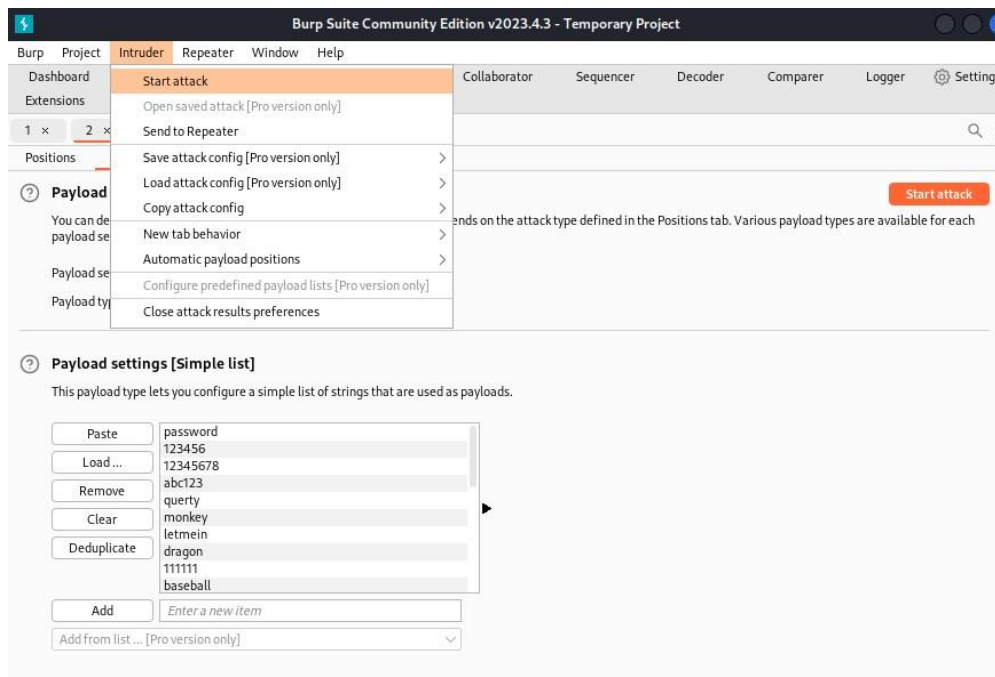 Burp Suite Community Edition v2023.4.3 - Temporary Project
Burp Project Intruder Repeater Window Help
Dashboard Collaborator Sequencer Decoder Comparer Logger Setting
Extensions
Start attack
Open saved attack [Pro version only]
Send to Repeater
Save attack config [Pro version only]
Load attack config [Pro version only]
Copy attack config
New tab behavior
Automatic payload positions
Configure predefined payload lists [Pro version only]
Close attack results preferences
1 × 2 ×
Positions
Payload
Start attack
You can de ends on the attack type defined in the Positions tab. Various payload types are available for each
payload se
Payload se
Payload ty
Payload settings [Simple list]
This payload type lets you configure a simple list of strings that are used as payloads.
Paste
Load ...
Remove
Clear
Deduplicate
password
123456
12345678
abc123
querty
monkey
letmein
dragon
111111
baseball
Add Enter a new item
Add from list ... [Pro version only]